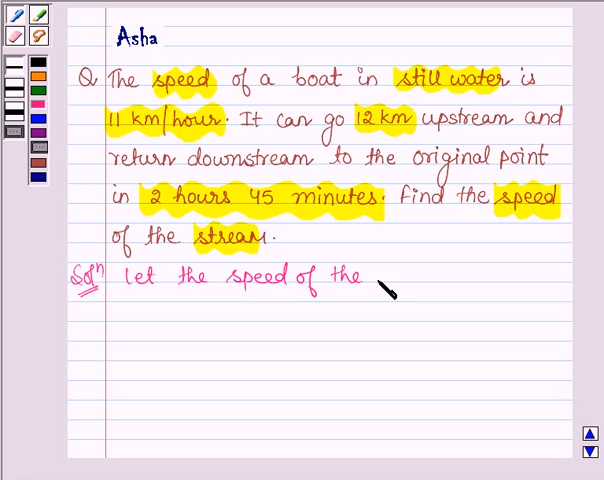 Asha
Q. The speed of a boat in still water is
11 km/hour. It can go 12 km upstream and
return downstream to the original point
in 2 hours 45 minutes. Find the speed
of the stream.
Solⁿ Let the speed of the